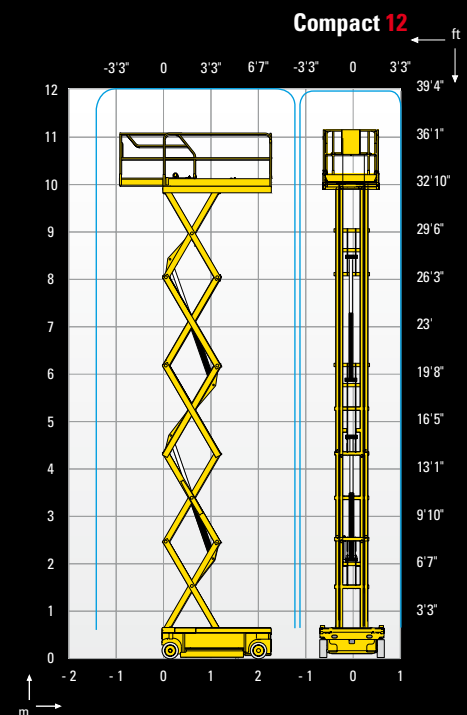 Compact 12
ft
-3'3" 0 3'3" 6'7" -3'3" 0 3'3"
12 39'4"
11 36'1"
10 32'10"
9 29'6"
8 26'3"
7 23'
6 19'8"
5 16'5"
4 13'1"
3 9'10"
2 6'7"
1 3'3"
0
- 2 - 1 0 1 2 - 1 0 1
m